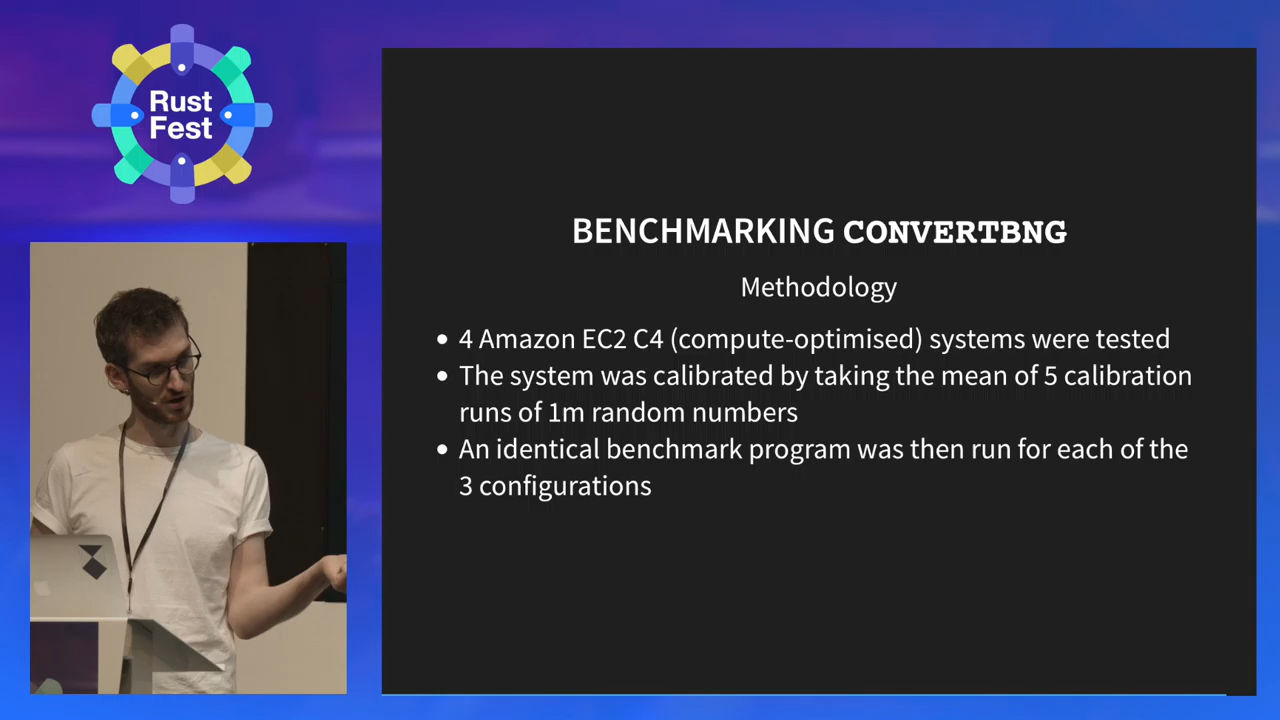 Rust
Fest
BENCHMARKING CONVERTBNG
Methodology
• 4 Amazon EC2 C4 (compute-optimised) systems were tested
• The system was calibrated by taking the mean of 5 calibration
runs of 1m random numbers
• An identical benchmark program was then run for each of the
3 configurations